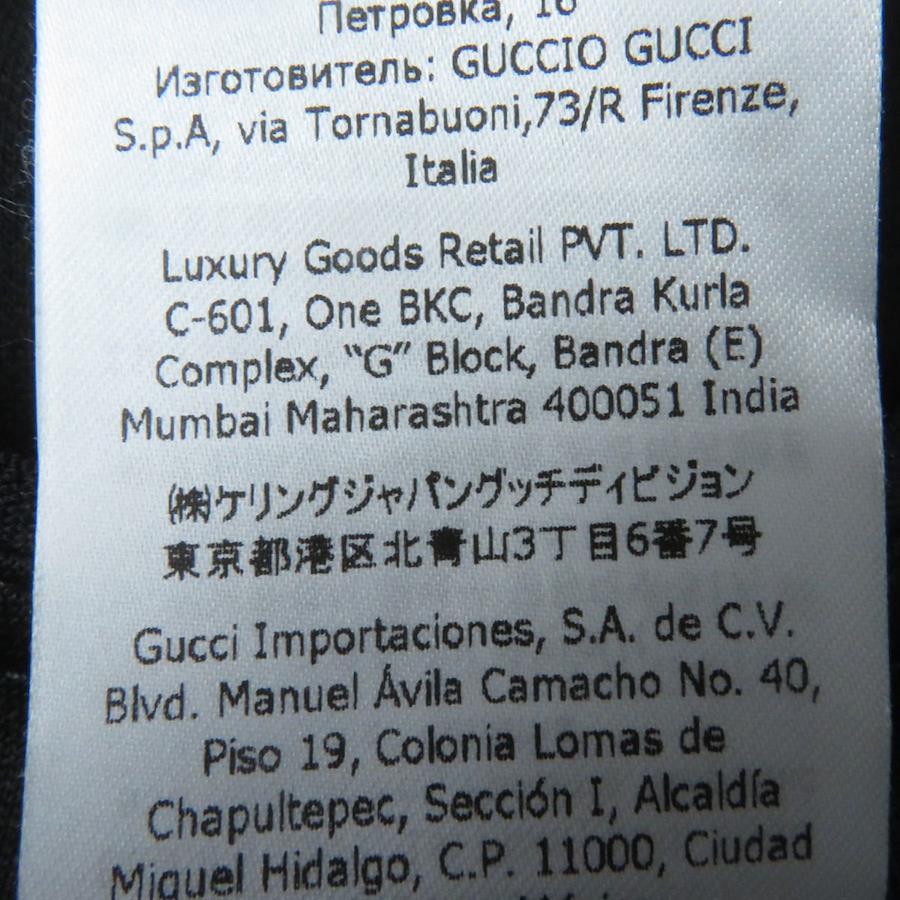 Петровка, 16
Изготовитель: GUCCIO GUCCI
S.p.A, via Tornabuoni,73/R Firenze,
Italia
Luxury Goods Retail PVT. LTD.
C-601, One BKC, Bandra Kurla
Complex, “G” Block, Bandra (E)
Mumbai Maharashtra 400051 India
㈱ケリングジャパングッチディビジョン
東京都港区北青山3丁目6番7号
Gucci Importaciones, S.A. de C.V.
Blvd. Manuel Ávila Camacho No. 40,
Piso 19, Colonia Lomas de
Chapultepec, Sección I, Alcaldía
Miguel Hidalgo, C.P. 11000, Ciudad